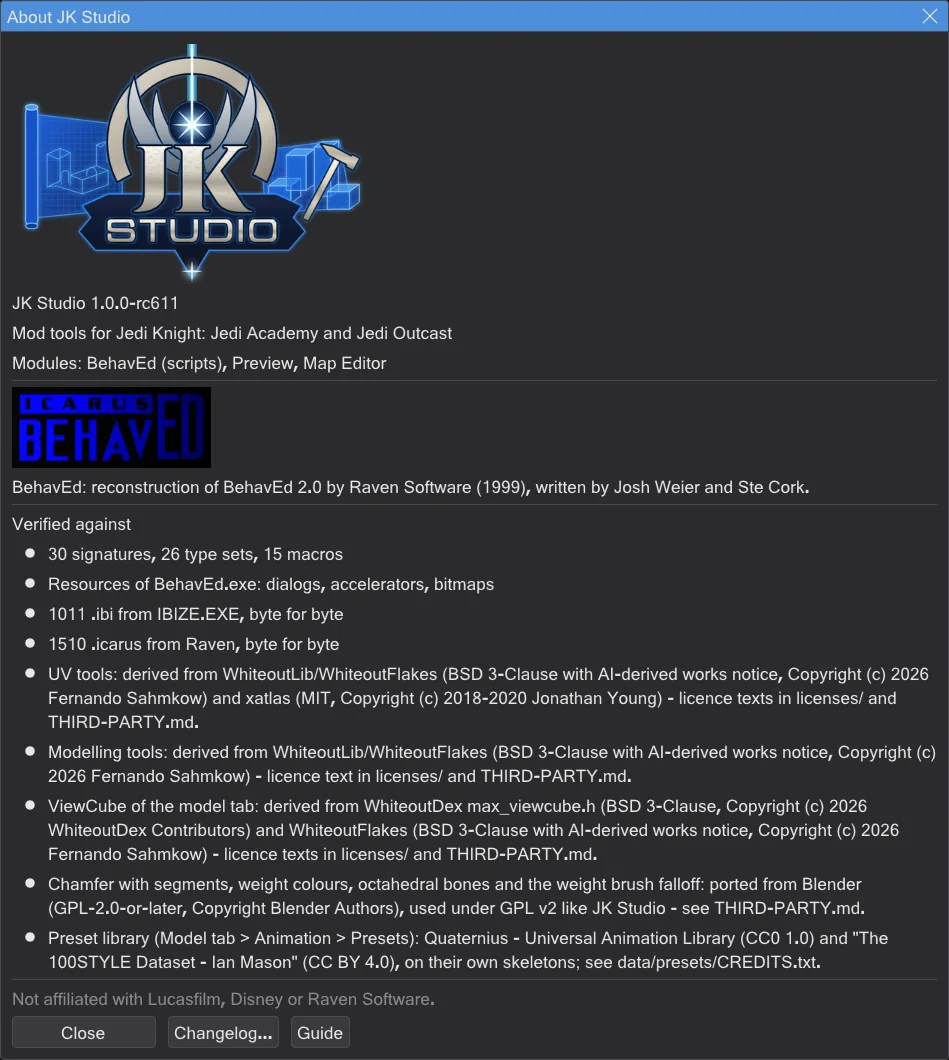 About JK Studio
JK
STUDIO
JK Studio 1.0.0-rc611
Mod tools for Jedi Knight: Jedi Academy and Jedi Outcast
Modules: BehavEd (scripts), Preview, Map Editor
ICARUS
BEHAVED
BehavEd: reconstruction of BehavEd 2.0 by Raven Software (1999), written by Josh Weier and Ste Cork.
Verified against
30 signatures, 26 type sets, 15 macros
Resources of BehavEd.exe: dialogs, accelerators, bitmaps
1011 .ibi from IBIZE.EXE, byte for byte
1510 .icarus from Raven, byte for byte
UV tools: derived from WhiteoutLib/WhiteoutFlakes (BSD 3-Clause with AI-derived works notice, Copyright (c) 2026
Fernando Sahmkow) and xatlas (MIT, Copyright (c) 2018-2020 Jonathan Young) - licence texts in licenses/ and
THIRD-PARTY.md.
Modelling tools: derived from WhiteoutLib/WhiteoutFlakes (BSD 3-Clause with AI-derived works notice, Copyright (c)
2026 Fernando Sahmkow) - licence text in licenses/ and THIRD-PARTY.md.
ViewCube of the model tab: derived from WhiteoutDex max_viewcube.h (BSD 3-Clause, Copyright (c) 2026
WhiteoutDex Contributors) and WhiteoutFlakes (BSD 3-Clause with AI-derived works notice, Copyright (c) 2026
Fernando Sahmkow) - licence texts in licenses/ and THIRD-PARTY.md.
Chamfer with segments, weight colours, octahedral bones and the weight brush falloff: ported from Blender
(GPL-2.0-or-later, Copyright Blender Authors), used under GPL v2 like JK Studio - see THIRD-PARTY.md.
Preset library (Model tab > Animation > Presets): Quaternius - Universal Animation Library (CC0 1.0) and "The
100STYLE Dataset - Ian Mason" (CC BY 4.0), on their own skeletons; see data/presets/CREDITS.txt.
Not affiliated with Lucasfilm, Disney or Raven Software.
Close
Changelog...
Guide